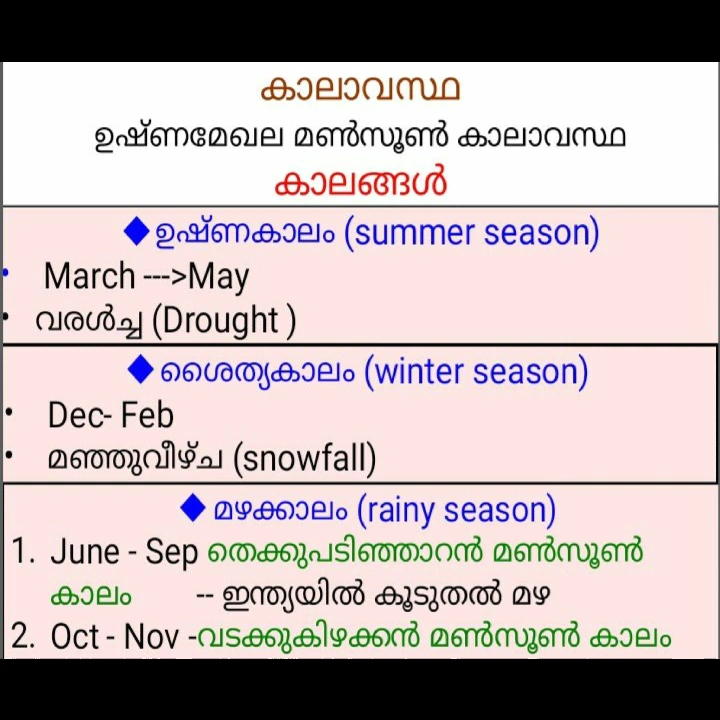 കാലാവസ്ഥ
ഉഷ്ണമേഖല മൺസൂൺ കാലാവസ്ഥ
കാലങ്ങൾ
◆ഉഷ്ണകാലം (summer season)
• March --->May
• വരൾച്ച (Drought )
◆ശൈത്യകാലം (winter season)
• Dec- Feb
• മഞ്ഞുവീഴ്ച (snowfall)
◆മഴക്കാലം (rainy season)
1. June - Sep തെക്കുപടിഞ്ഞാറൻ മൺസൂൺ
കാലം -- ഇന്ത്യയിൽ കൂടുതൽ മഴ
2. Oct - Nov -വടക്കുകിഴക്കൻ മൺസൂൺ കാലം